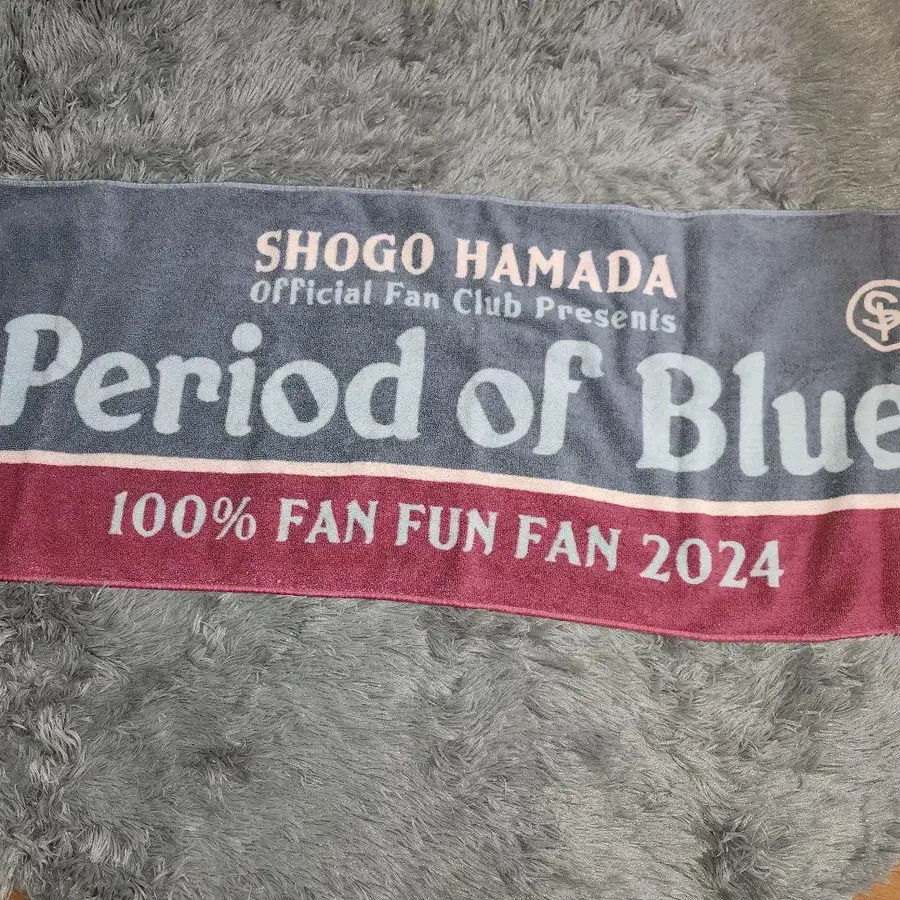 SHOGO HAMADA
Official Fan Club Presents
Period of Blue
100% FAN FUN FAN 2024